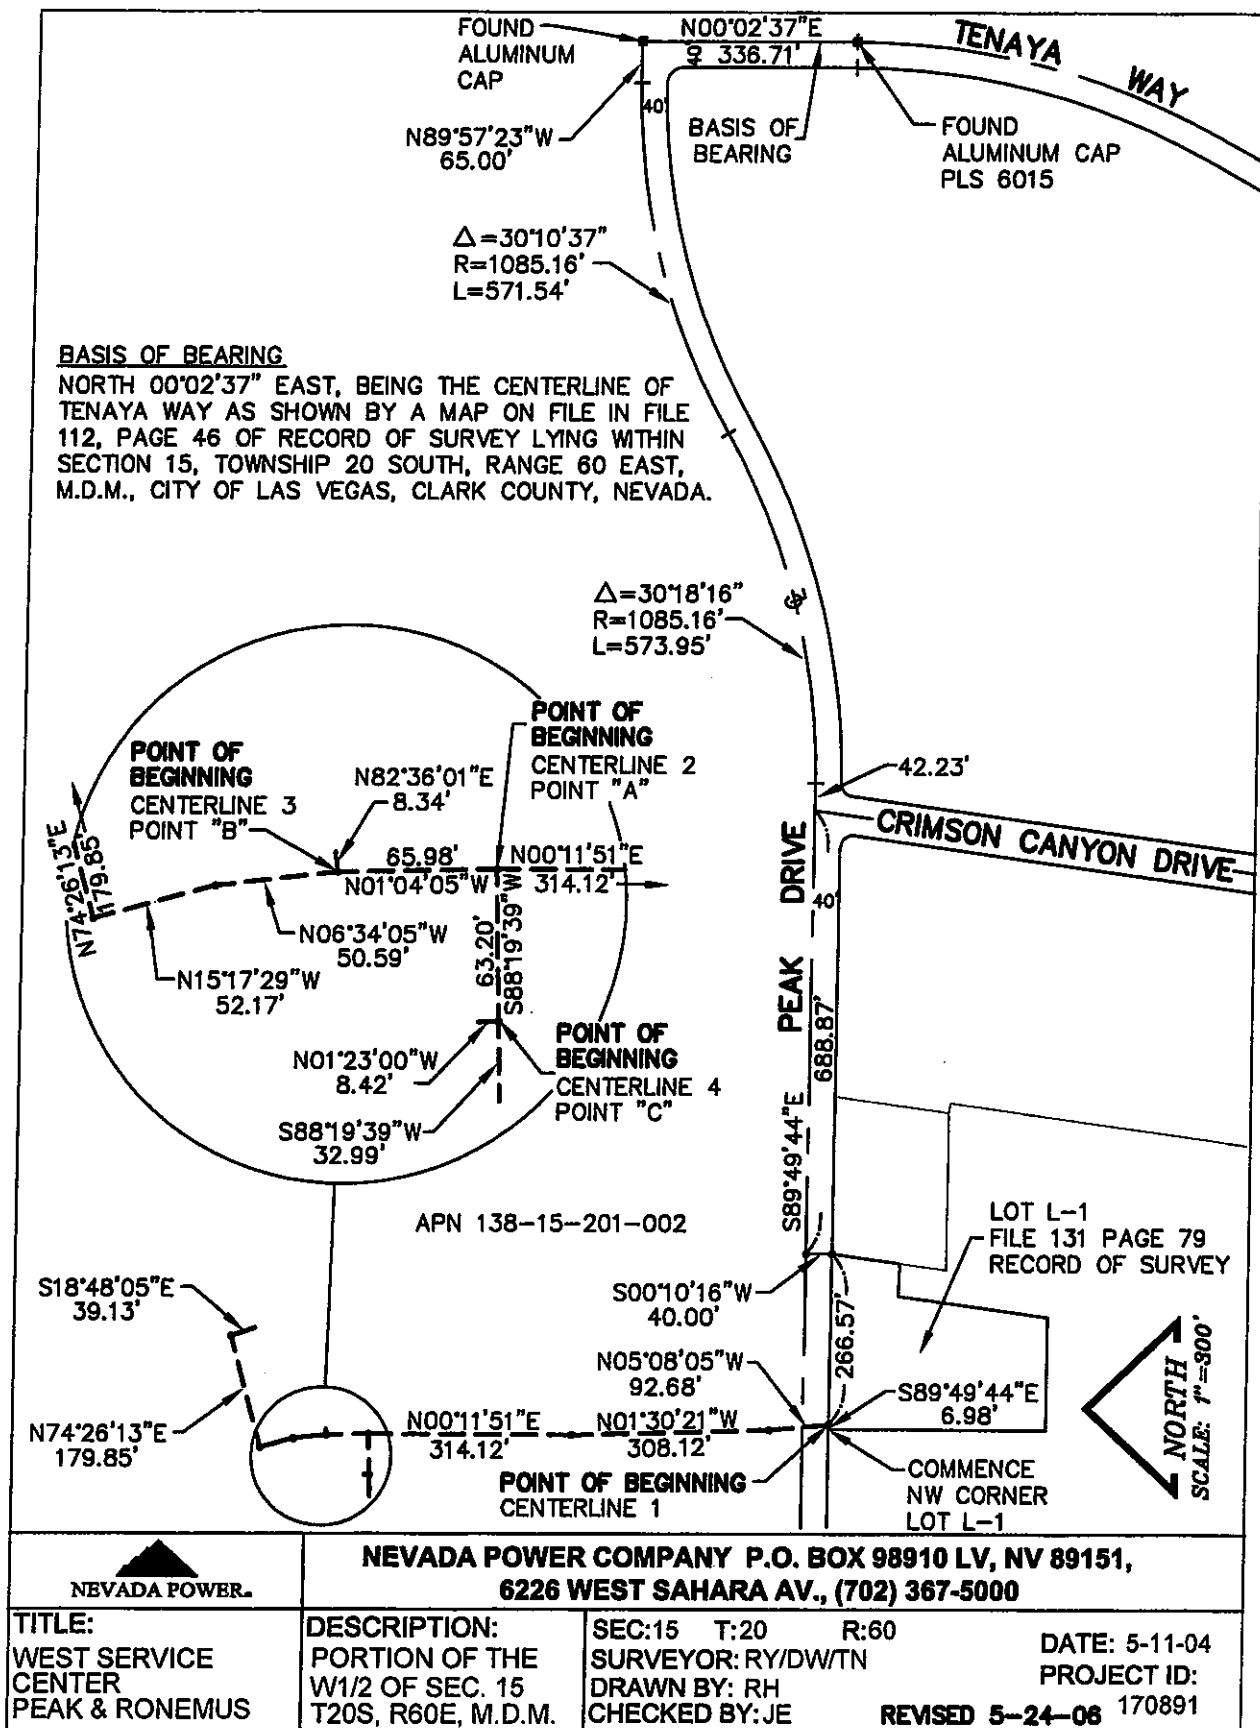 FOUND
ALUMINUM
CAP
N00°02'37"E
336.71'
40'
TENAYA WAY
40'
N89°57'23"W
65.00'
BASIS OF
BEARING
FOUND
ALUMINUM CAP
PLS 6015
△=30°10'37"
R=1085.16'
L=571.54'
BASIS OF BEARING
NORTH 00°02'37" EAST, BEING THE CENTERLINE OF
TENAYA WAY AS SHOWN BY A MAP ON FILE IN FILE
112, PAGE 46 OF RECORD OF SURVEY LYING WITHIN
SECTION 15, TOWNSHIP 20 SOUTH, RANGE 60 EAST,
M.D.M., CITY OF LAS VEGAS, CLARK COUNTY, NEVADA.
△=30°18'16"
R=1085.16'
L=573.95'
CL
POINT OF
BEGINNING
CENTERLINE 2
POINT "A"
POINT OF
BEGINNING
CENTERLINE 3
POINT "B"
N82°36'01"E
8.34'
42.23'
CRIMSON CANYON DRIVE
N74°26'13"E
179.85'
65.98'
N01°04'05"W
N00°11'51"E
314.12'
63.20'
S88°19'39"W
N06°34'05"W
50.59'
N15°17'29"W
52.17'
40'
PEAK DRIVE
688.87'
S89°49'44"E
N01°23'00"W
8.42'
POINT OF
BEGINNING
CENTERLINE 4
POINT "C"
S88°19'39"W
32.99'
APN 138-15-201-002
LOT L-1
FILE 131 PAGE 79
RECORD OF SURVEY
S18°48'05"E
39.13'
S00°10'16"W
40.00'
266.57'
N05°08'05"W
92.68'
S89°49'44"E
6.98'
N74°26'13"E
179.85'
N00°11'51"E
314.12'
N01°30'21"W
308.12'
POINT OF BEGINNING
CENTERLINE 1
COMMENCE
NW CORNER
LOT L-1
NORTH
SCALE: 1"=300'
NEVADA POWER.
NEVADA POWER COMPANY P.O. BOX 98910 LV, NV 89151,
6226 WEST SAHARA AV., (702) 367-5000
TITLE:
WEST SERVICE
CENTER
PEAK & RONEMUS
DESCRIPTION:
PORTION OF THE
W1/2 OF SEC. 15
T20S, R60E, M.D.M.
SEC:15 T:20 R:60
SURVEYOR: RY/DW/TN
DRAWN BY: RH
CHECKED BY: JE
DATE: 5-11-04
PROJECT ID:
170891
REVISED 5-24-06